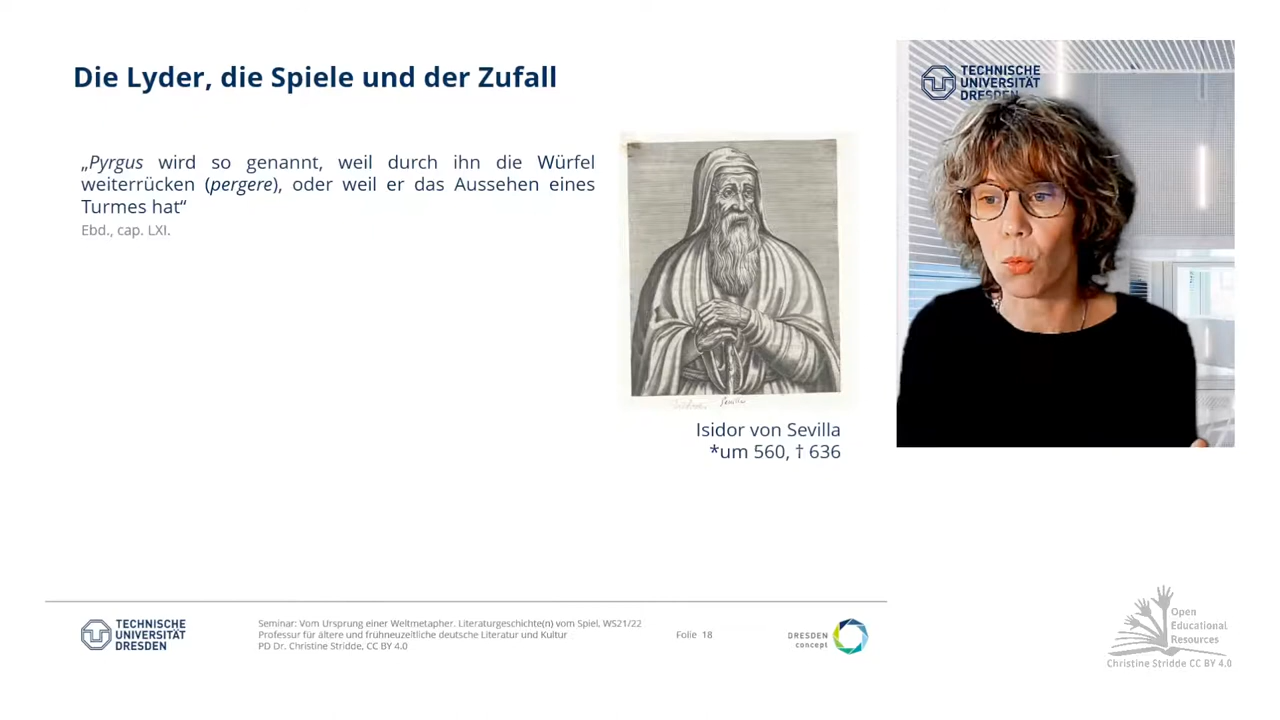 Die Lyder, die Spiele und der Zufall
„Pyrgus wird so genannt, weil durch ihn die Würfel
weiterrücken (pergere), oder weil er das Aussehen eines
Turmes hat“
Ebd., cap. LXI.
Isidor von Sevilla
*um 560, † 636
TECHNISCHE
UNIVERSITÄT
DRESDEN
TECHNISCHE
UNIVERSITÄT
DRESDEN
Seminar: Vom Ursprung einer Weltmetapher. Literaturgeschichte(n) vom Spiel, WS21/22
Professur für ältere und frühneuzeitliche deutsche Literatur und Kultur
PD Dr. Christine Stridde, CC BY 4.0
Folie 18
DRESDEN
concept
Open
Educational
Resources
Christine Stridde CC BY 4.0